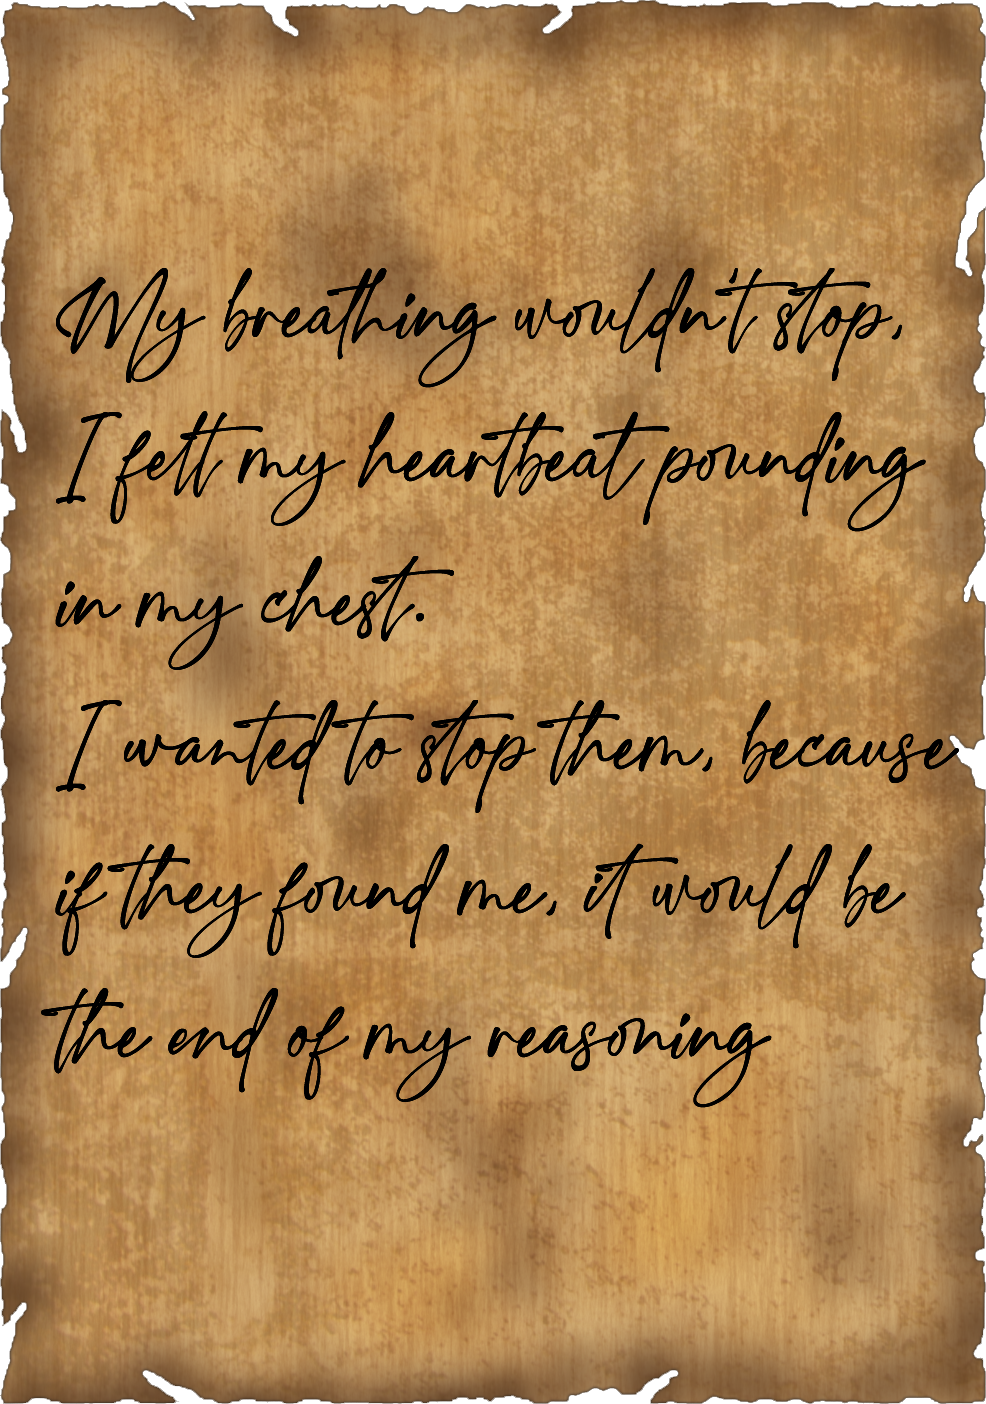 My breathing wouldn't stop,
I felt my heartbeat pounding
in my chest.
I wanted to stop them, because
if they found me, it would be
the end of my reasoning